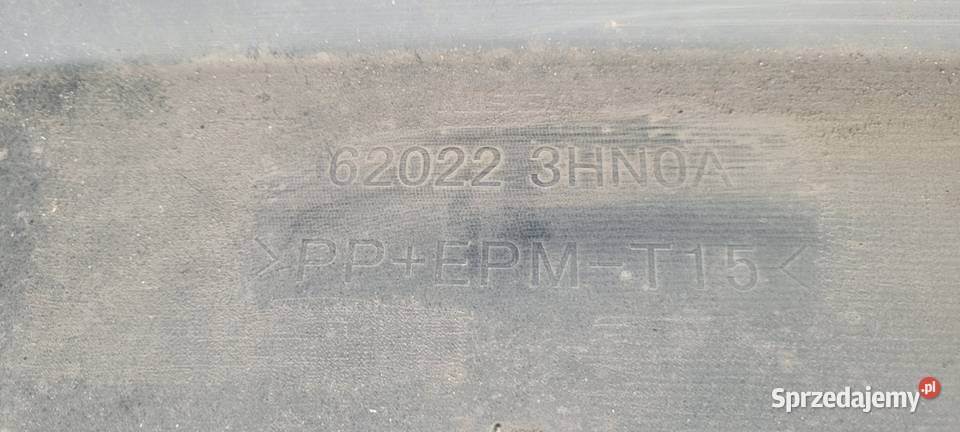 62022 3HN0A
>PP+EPM-T15<
Sprzedajemy.pl